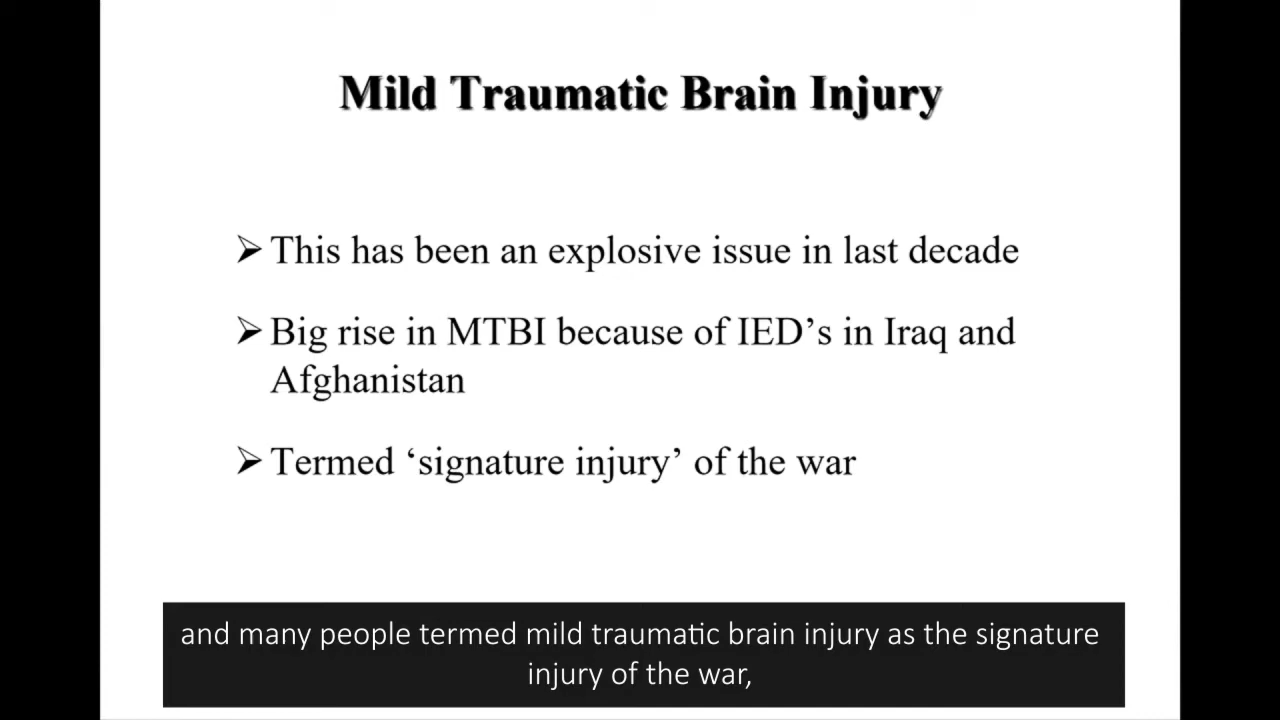 Mild Traumatic Brain Injury
➢ This has been an explosive issue in last decade
➢ Big rise in MTBI because of IED’s in Iraq and
Afghanistan
➢ Termed ‘signature injury’ of the war
and many people termed mild traumatic brain injury as the signature
injury of the war,